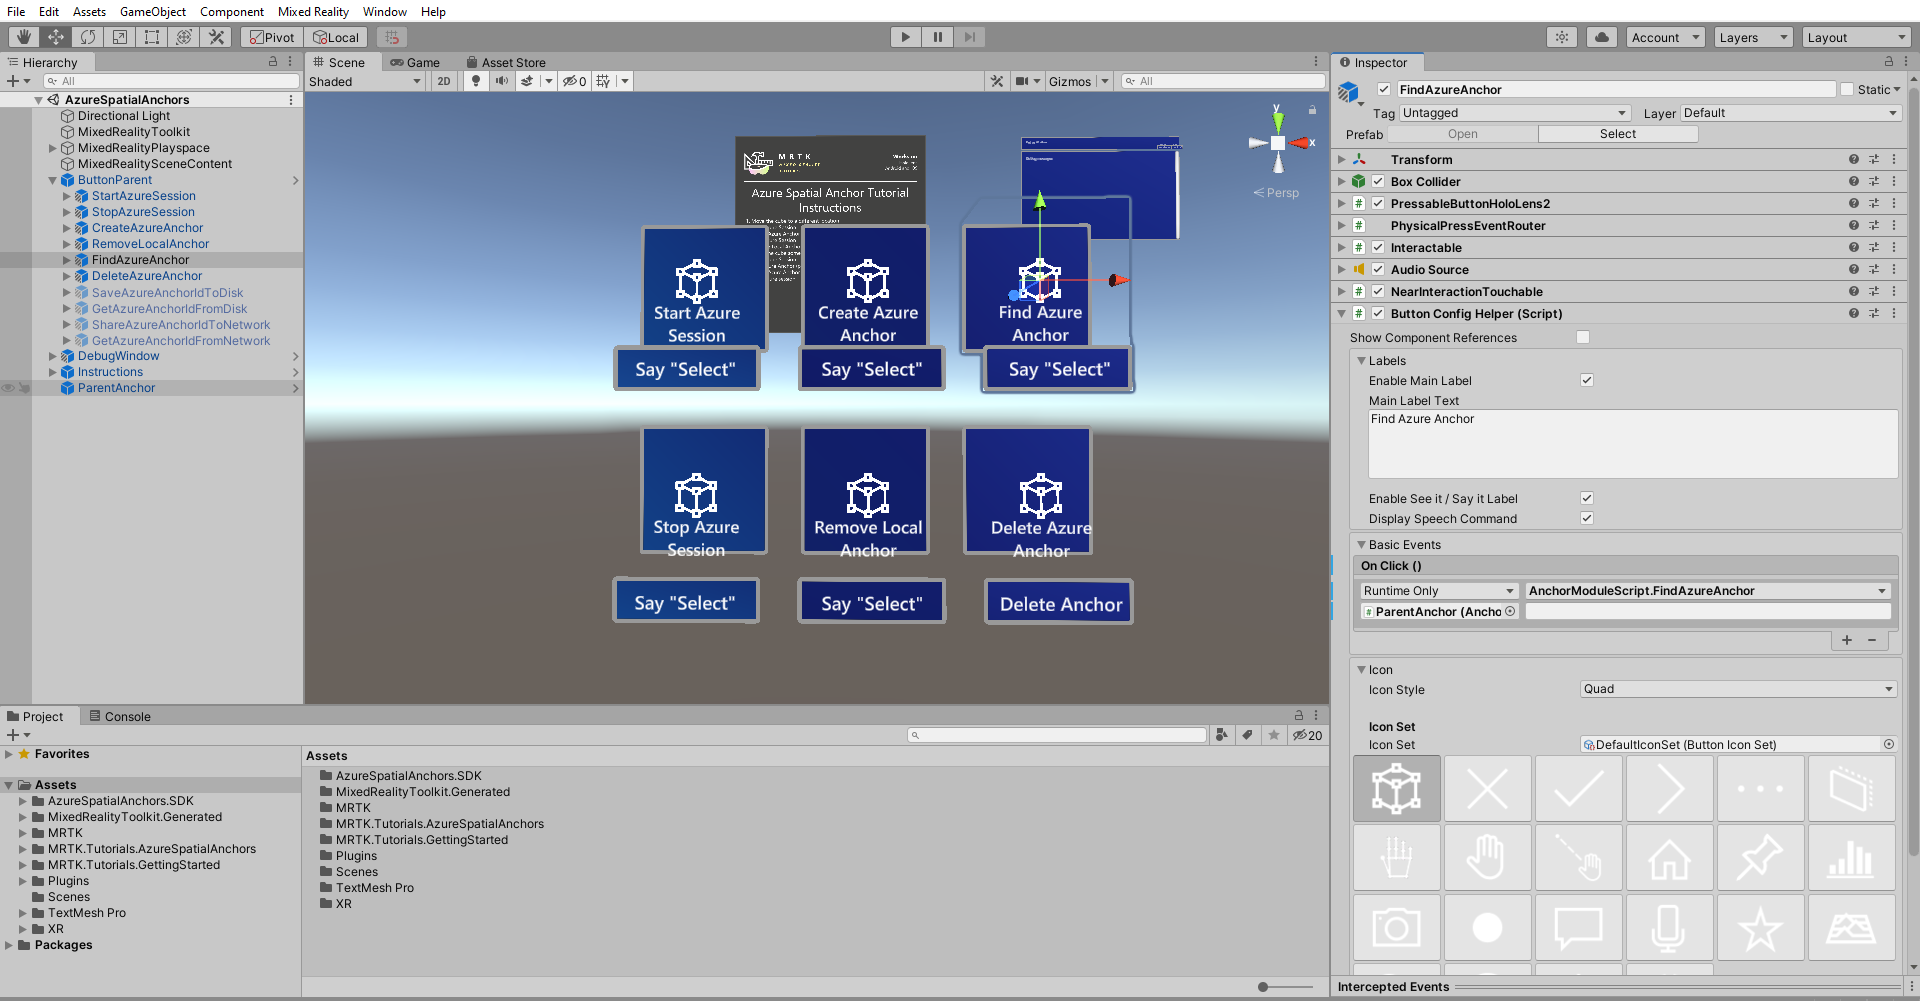 File Edit Assets GameObject Component Mixed Reality Window Help
Pivot Local Account Layers Layout
Hierarchy
All
AzureSpatialAnchors
Directional Light
MixedRealityToolkit
MixedRealityPlayspace
MixedRealitySceneContent
ButtonParent
StartAzureSession
StopAzureSession
CreateAzureAnchor
RemoveLocalAnchor
FindAzureAnchor
DeleteAzureAnchor
SaveAzureAnchorIdToDisk
GetAzureAnchorIdFromDisk
ShareAzureAnchorIdToNetwork
GetAzureAnchorIdFromNetwork
DebugWindow
Instructions
ParentAnchor
Scene Game Asset Store
Shaded 2D 0 Gizmos All
y
x
Persp
MRTK
Azure Spatial Anchor Tutorial
Instructions
1. Move the cube to a different location
Start Azure
Session
Create Azure
Anchor
Find Azure
Anchor
Say "Select"
Say "Select"
Say "Select"
Stop Azure
Session
Remove Local
Anchor
Delete Azure
Anchor
Say "Select"
Say "Select"
Delete Anchor
Project Console
20
Favorites
Assets
AzureSpatialAnchors.SDK
MixedRealityToolkit.Generated
MRTK
MRTK.Tutorials.AzureSpatialAnchors
MRTK.Tutorials.GettingStarted
Plugins
Scenes
TextMesh Pro
XR
Packages
Assets
AzureSpatialAnchors.SDK
MixedRealityToolkit.Generated
MRTK
MRTK.Tutorials.AzureSpatialAnchors
MRTK.Tutorials.GettingStarted
Plugins
Scenes
TextMesh Pro
XR
Inspector
FindAzureAnchor Static
Tag Untagged Layer Default
Prefab Open Select
Transform
Box Collider
PressableButtonHoloLens2
PhysicalPressEventRouter
Interactable
Audio Source
NearInteractionTouchable
Button Config Helper (Script)
Show Component References
Labels
Enable Main Label
Main Label Text
Find Azure Anchor
Enable See it / Say it Label
Display Speech Command
Basic Events
On Click ()
Runtime Only AnchorModuleScript.FindAzureAnchor
ParentAnchor (Ancho
Icon
Icon Style Quad
Icon Set
Icon Set DefaultIconSet (Button Icon Set)
Intercepted Events